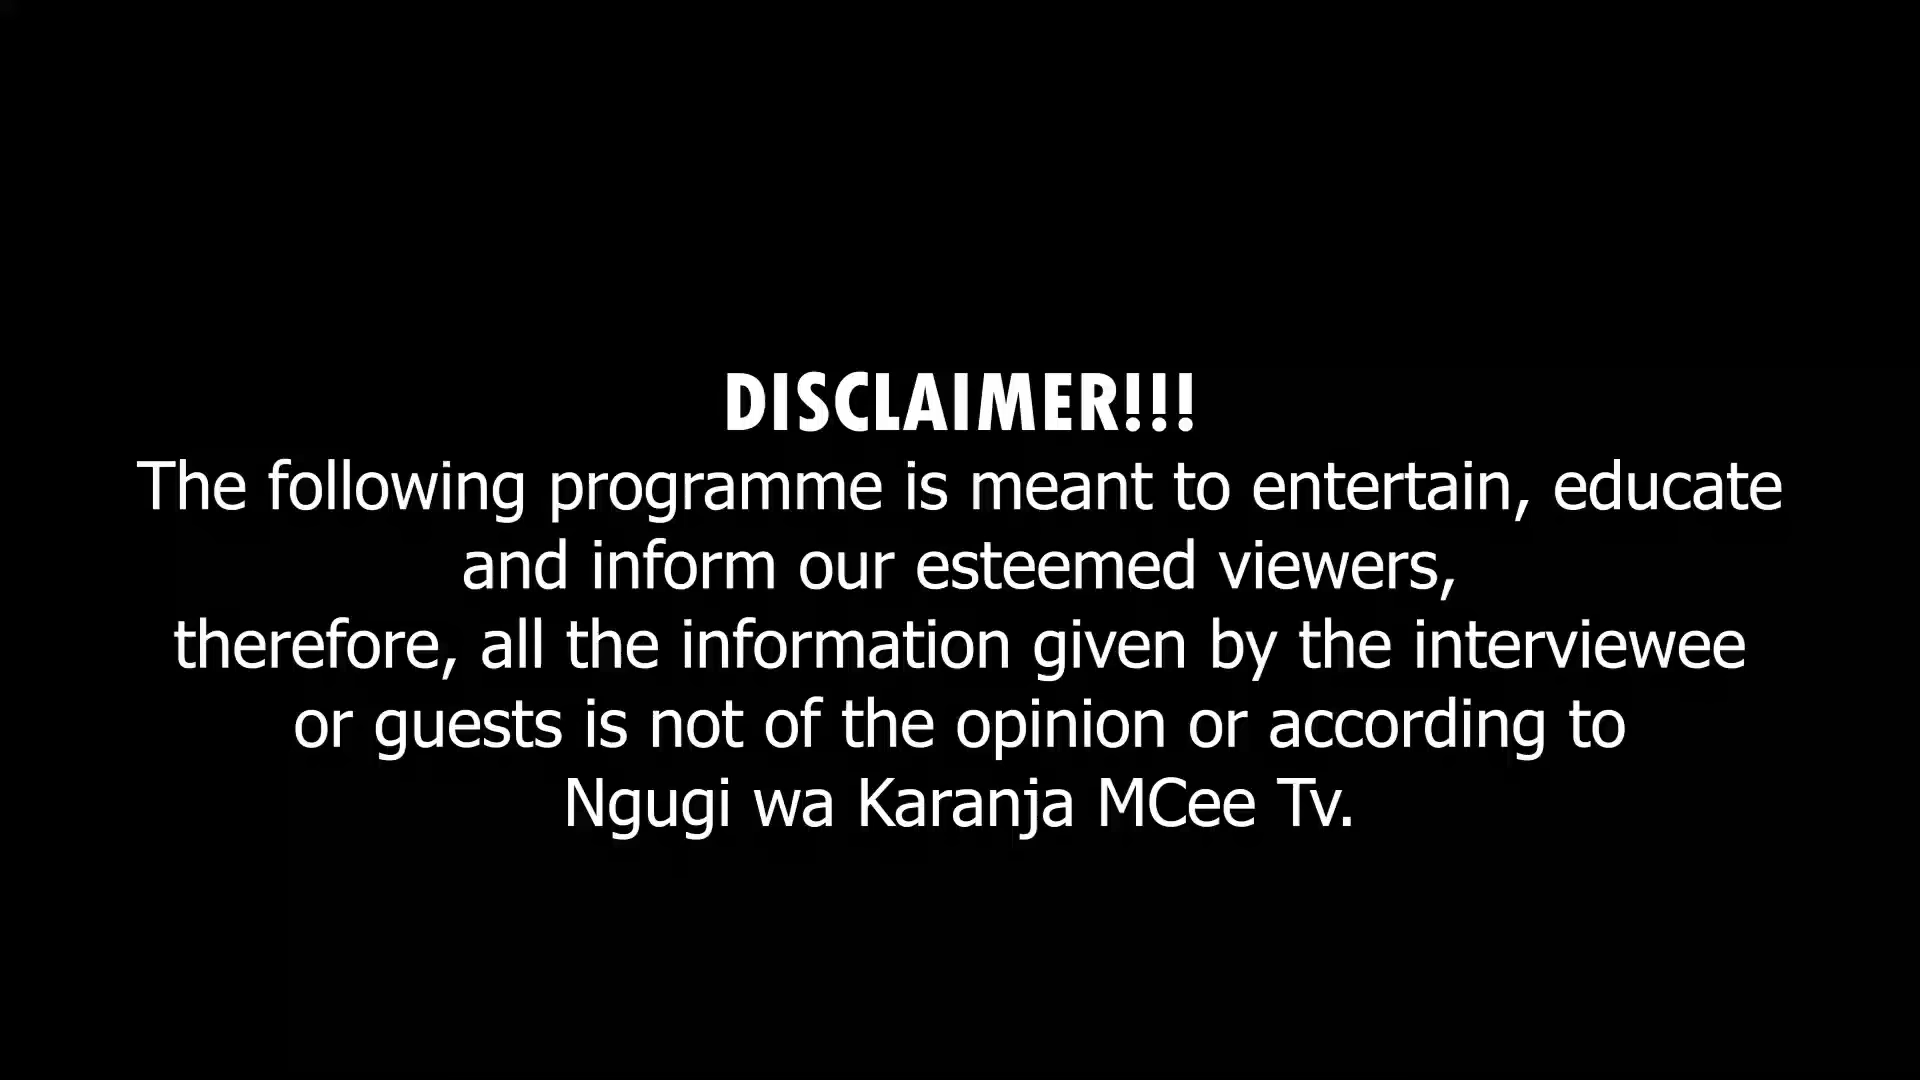 DISCLAIMER!!!
The following programme is meant to entertain, educate
and inform our esteemed viewers,
therefore, all the information given by the interviewee
or guests is not of the opinion or according to
Ngugi wa Karanja MCee Tv.